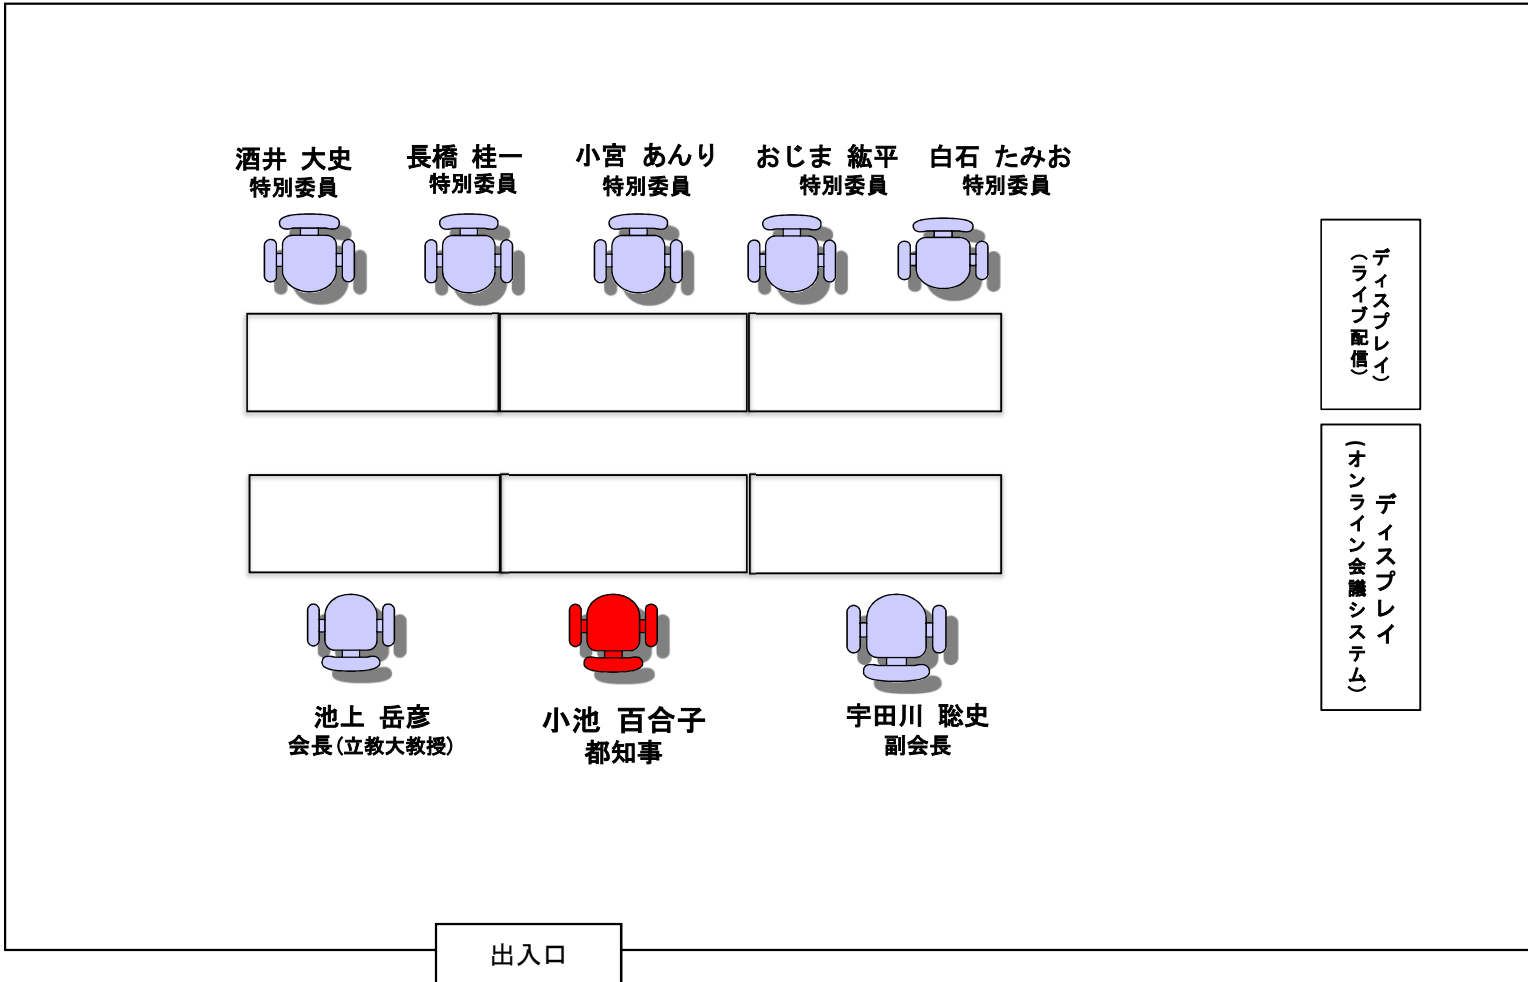 酒井 大史
特別委員
長橋 桂一
特別委員
小宮 あんり
特別委員
おじま 紘平
特別委員
白石 たみお
特別委員
ディスプレイ
（ライブ配信）
ディスプレイ
（オンライン会議システム）
池上 岳彦
会長（立教大教授）
小池 百合子
都知事
宇田川 聡史
副会長
出入口